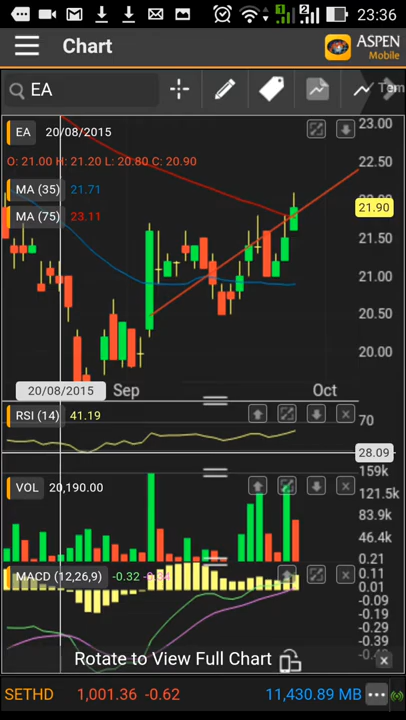 23:36
Chart
ASPEN
Mobile
EA
Tem
EA 20/08/2015
23.00
O: 21.00 H: 21.20 L: 20.80 C: 20.90
22.50
MA (35) 21.71
MA (75) 23.11
21.90
21.50
21.00
20.50
20.00
20/08/2015 Sep Oct
RSI (14) 41.19
70
28.09
159k
VOL 20,190.00
121.5k
83.9k
46.4k
0.21
MACD (12,26,9) -0.32
0.11
0.01
-0.09
-0.19
-0.29
-0.39
Rotate to View Full Chart
SETHD 1,001.36 -0.62 11,430.89 MB